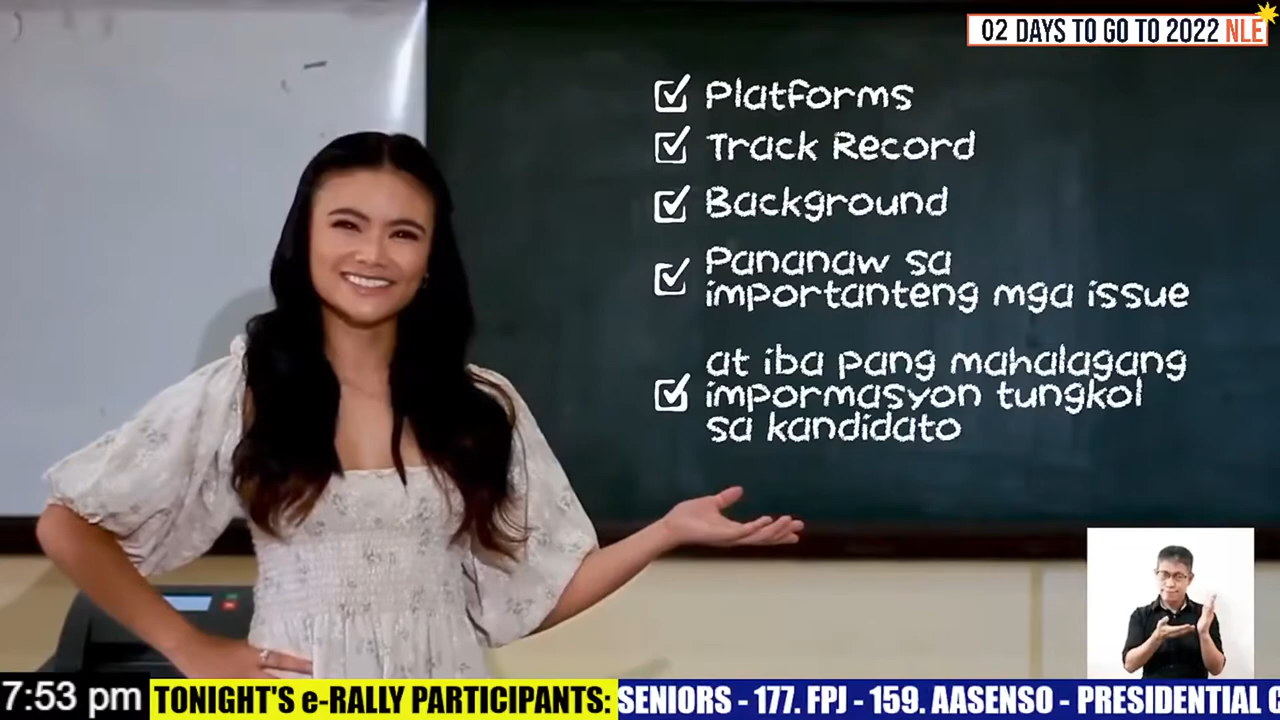 02 DAYS TO GO TO 2022 NLE
Platforms
Track Record
Background
Pananaw sa
importanteng mga issue
at iba pang mahalagang
impormasyon tungkol
sa kandidato
7:53 pm TONIGHT'S e-RALLY PARTICIPANTS: SENIORS - 177. FPJ - 159. AASENSO - PRESIDENTIAL